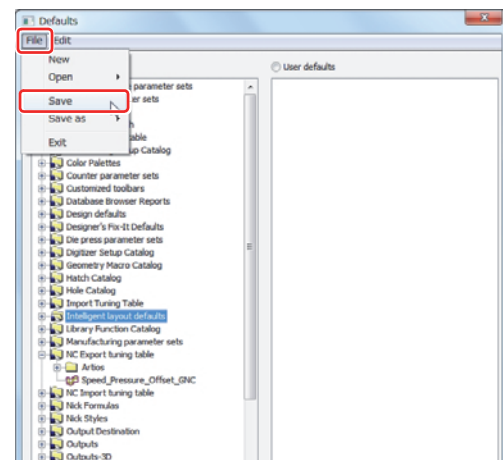 Defaults
File Edit
New
User defaults
Open
parameter sets
Save
er sets
Save as
h
able
Exit
up Catalog
Color Palettes
Counter parameter sets
Customized toolbars
Database Browser Reports
Design defaults
Designer's Fix-It Defaults
Die press parameter sets
Digitizer Setup Catalog
Geometry Macro Catalog
Hatch Catalog
Hole Catalog
Import Tuning Table
Intelligent layout defaults
Library Function Catalog
Manufacturing parameter sets
NC Export tuning table
Artios
Speed_Pressure_Offset_GNC
NC Import tuning table
Nick Formulas
Nick Styles
Output Destination
Outputs
Outputs-3D